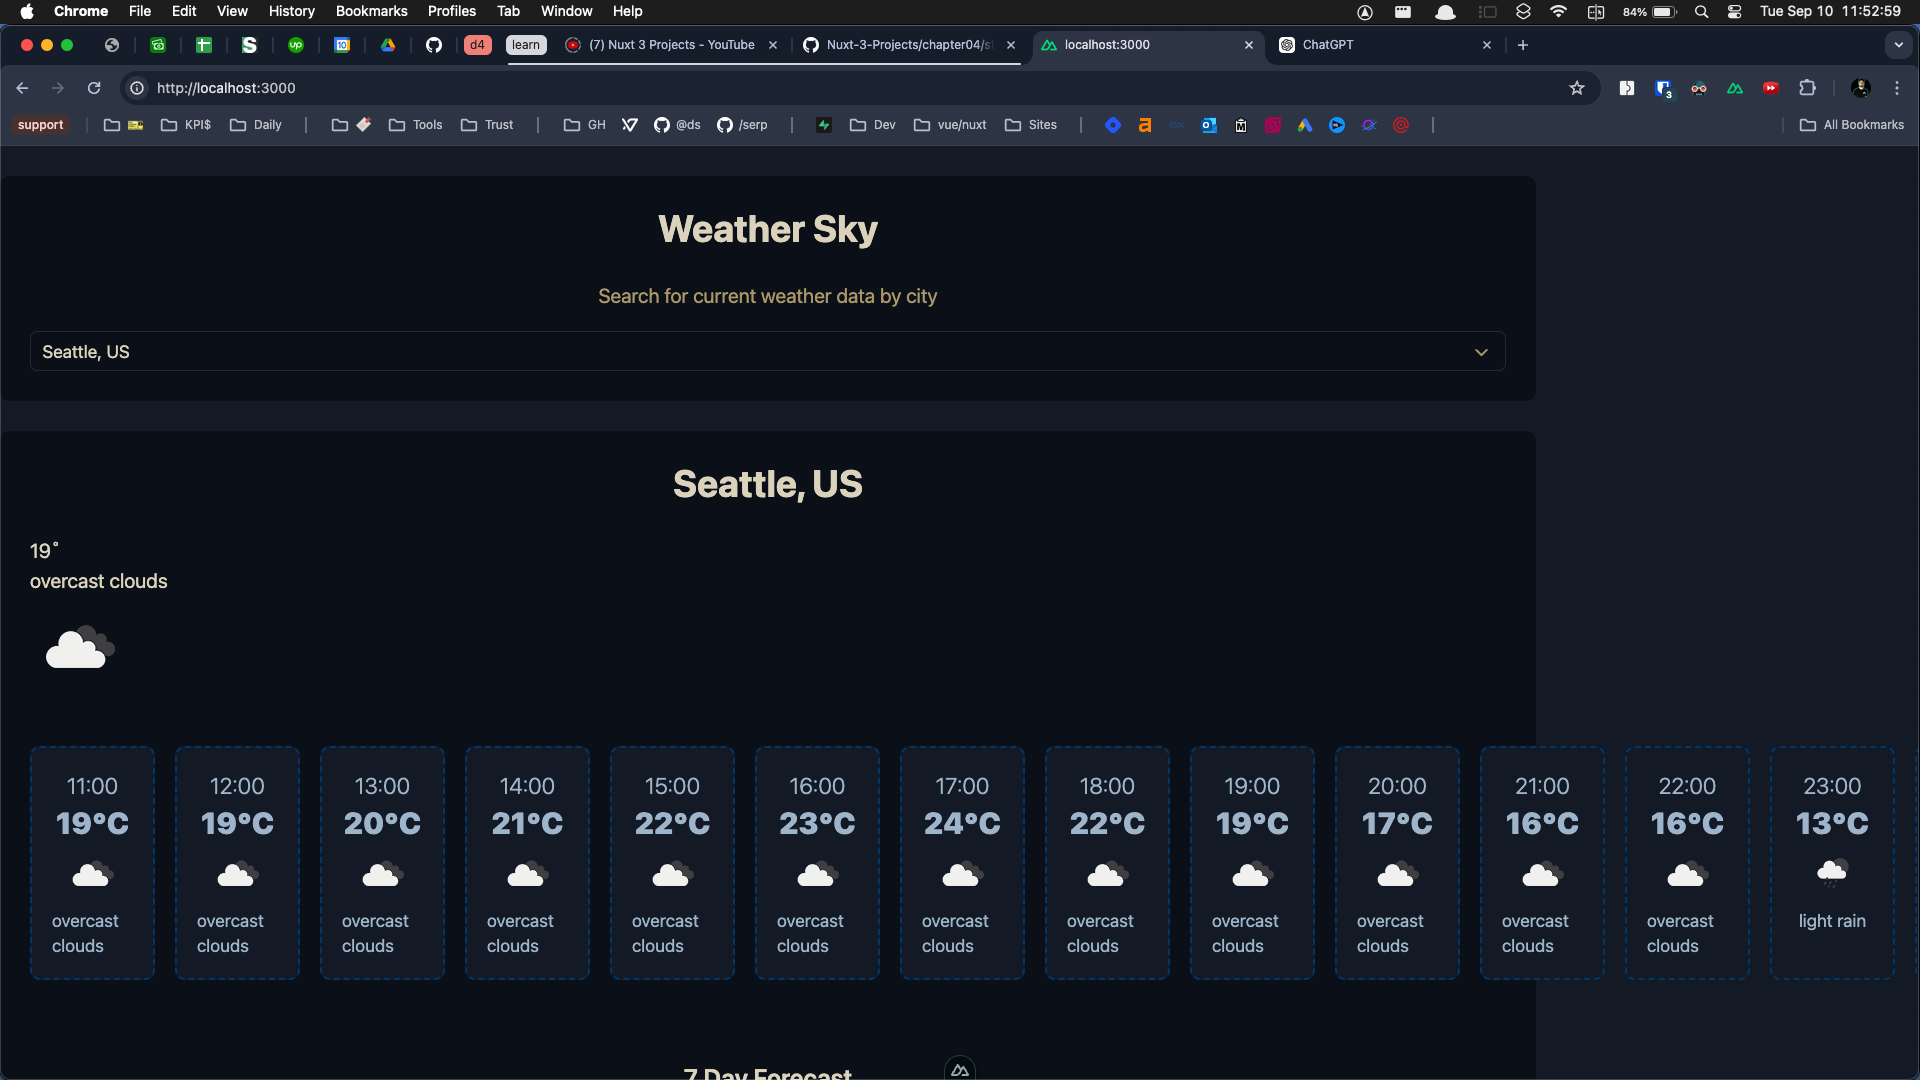 Chrome File Edit View History Bookmarks Profiles Tab Window Help 84% Tue Sep 10 11:52:59
d4 learn (7) Nuxt 3 Projects - YouTube Nuxt-3-Projects/chapter04/s localhost:3000 ChatGPT
http://localhost:3000 3
support KPI$ Daily Tools Trust GH @ds /serp Dev vue/nuxt Sites All Bookmarks
Weather Sky
Search for current weather data by city
Seattle, US
Seattle, US
19°
overcast clouds
11:00 12:00 13:00 14:00 15:00 16:00 17:00 18:00 19:00 20:00 21:00 22:00 23:00
19°C 19°C 20°C 21°C 22°C 23°C 24°C 22°C 19°C 17°C 16°C 16°C 13°C
overcast overcast overcast overcast overcast overcast overcast overcast overcast overcast overcast overcast light rain
clouds clouds clouds clouds clouds clouds clouds clouds clouds clouds clouds clouds
7 Day Forecast